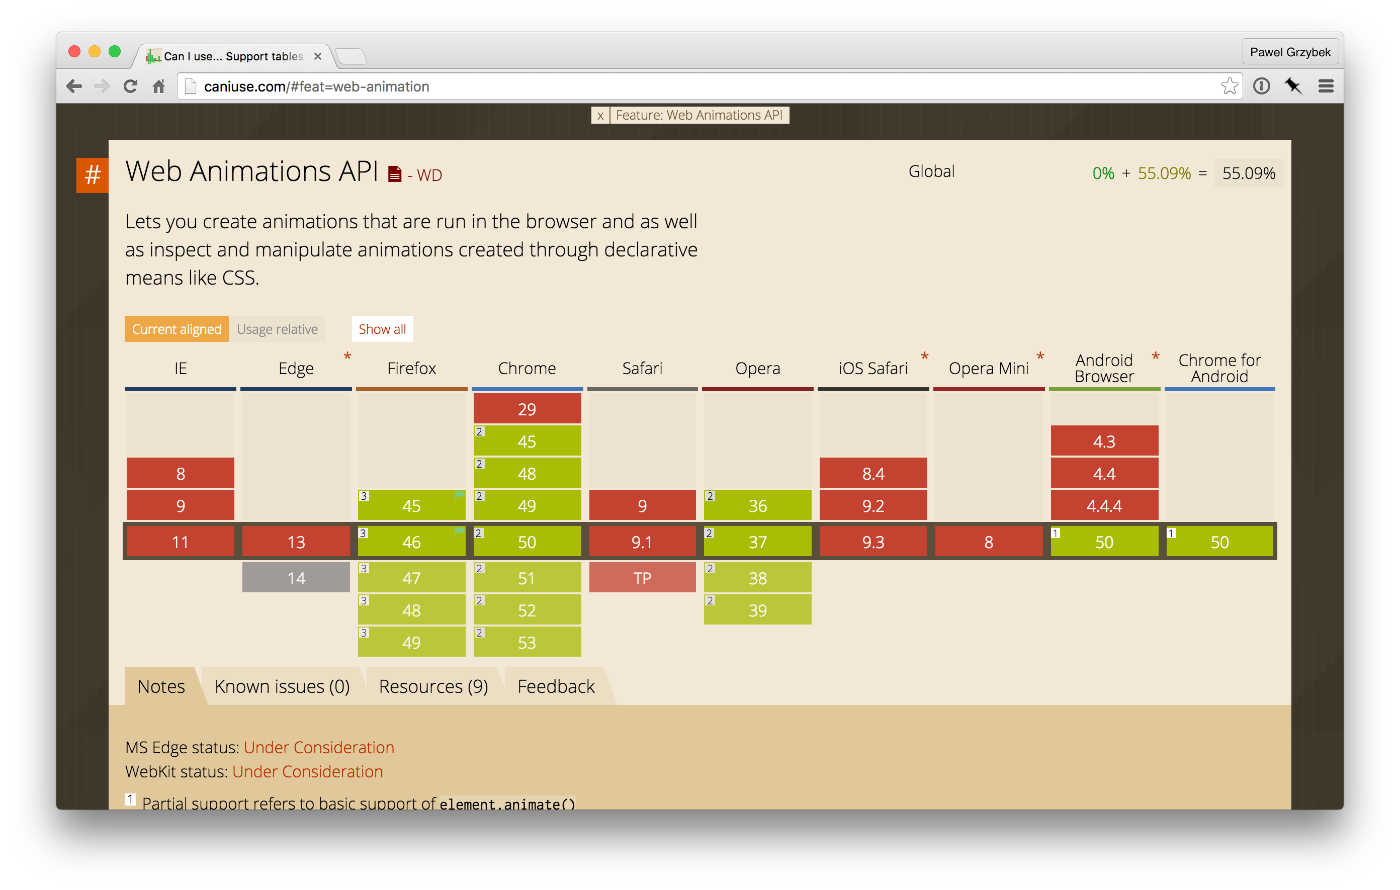 Can I use... Support tables
Pawel Grzybek
caniuse.com/#feat=web-animation
x Feature: Web Animations API
# Web Animations API - WD
Global 0% + 55.09% = 55.09%
Lets you create animations that are run in the browser and as well
as inspect and manipulate animations created through declarative
means like CSS.
Current aligned Usage relative Show all
IE Edge * Firefox Chrome Safari Opera iOS Safari * Opera Mini * Android Browser * Chrome for Android
29
2 45 4.3
8 2 48 8.4 4.4
9 3 45 2 49 9 2 36 9.2 4.4.4
11 13 3 46 2 50 9.1 2 37 9.3 8 1 50 1 50
14 3 47 2 51 TP 2 38
3 48 2 52 2 39
3 49 2 53
Notes Known issues (0) Resources (9) Feedback
MS Edge status: Under Consideration
WebKit status: Under Consideration
1 Partial support refers to basic support of element.animate()